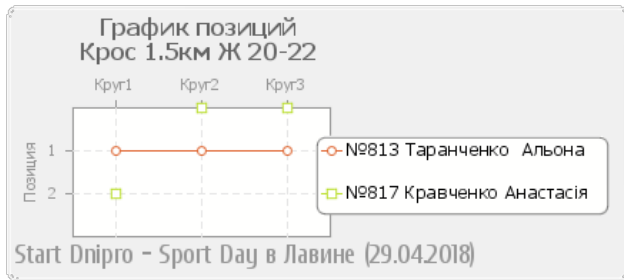 График позиций
Крос 1.5км Ж 20-22
Круг1 Круг2 Круг3
Позиция
1
2
№813 Таранченко Альона
№817 Кравченко Анастасія
Start Dnipro - Sport Day в Лавине (29.04.2018)